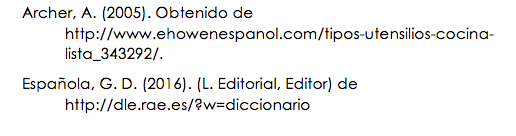 Archer, A. (2005). Obtenido de
http://www.ehowenespanol.com/tipos-utensilios-cocina-
lista_343292/.
Española, G. D. (2016). (L. Editorial, Editor) de
http://dle.rae.es/?w=diccionario